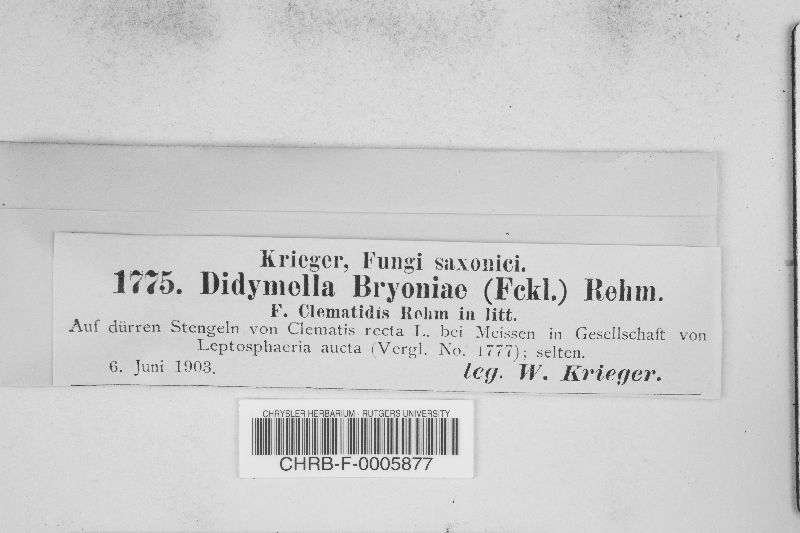 Krieger, Fungi saxonici.
1775. Didymella Bryoniae (Fckl.) Rehm.
F. Clematidis Rehm in litt.
Auf dürren Stengeln von Clematis recta L. bei Meissen in Gesellschaft von
Leptosphaeria aucta (Vergl. No. 1777); selten.
6. Juni 1903. leg. W. Krieger.
CHRYSLER HERBARIUM - RUTGERS UNIVERSITY
CHRB-F-0005877